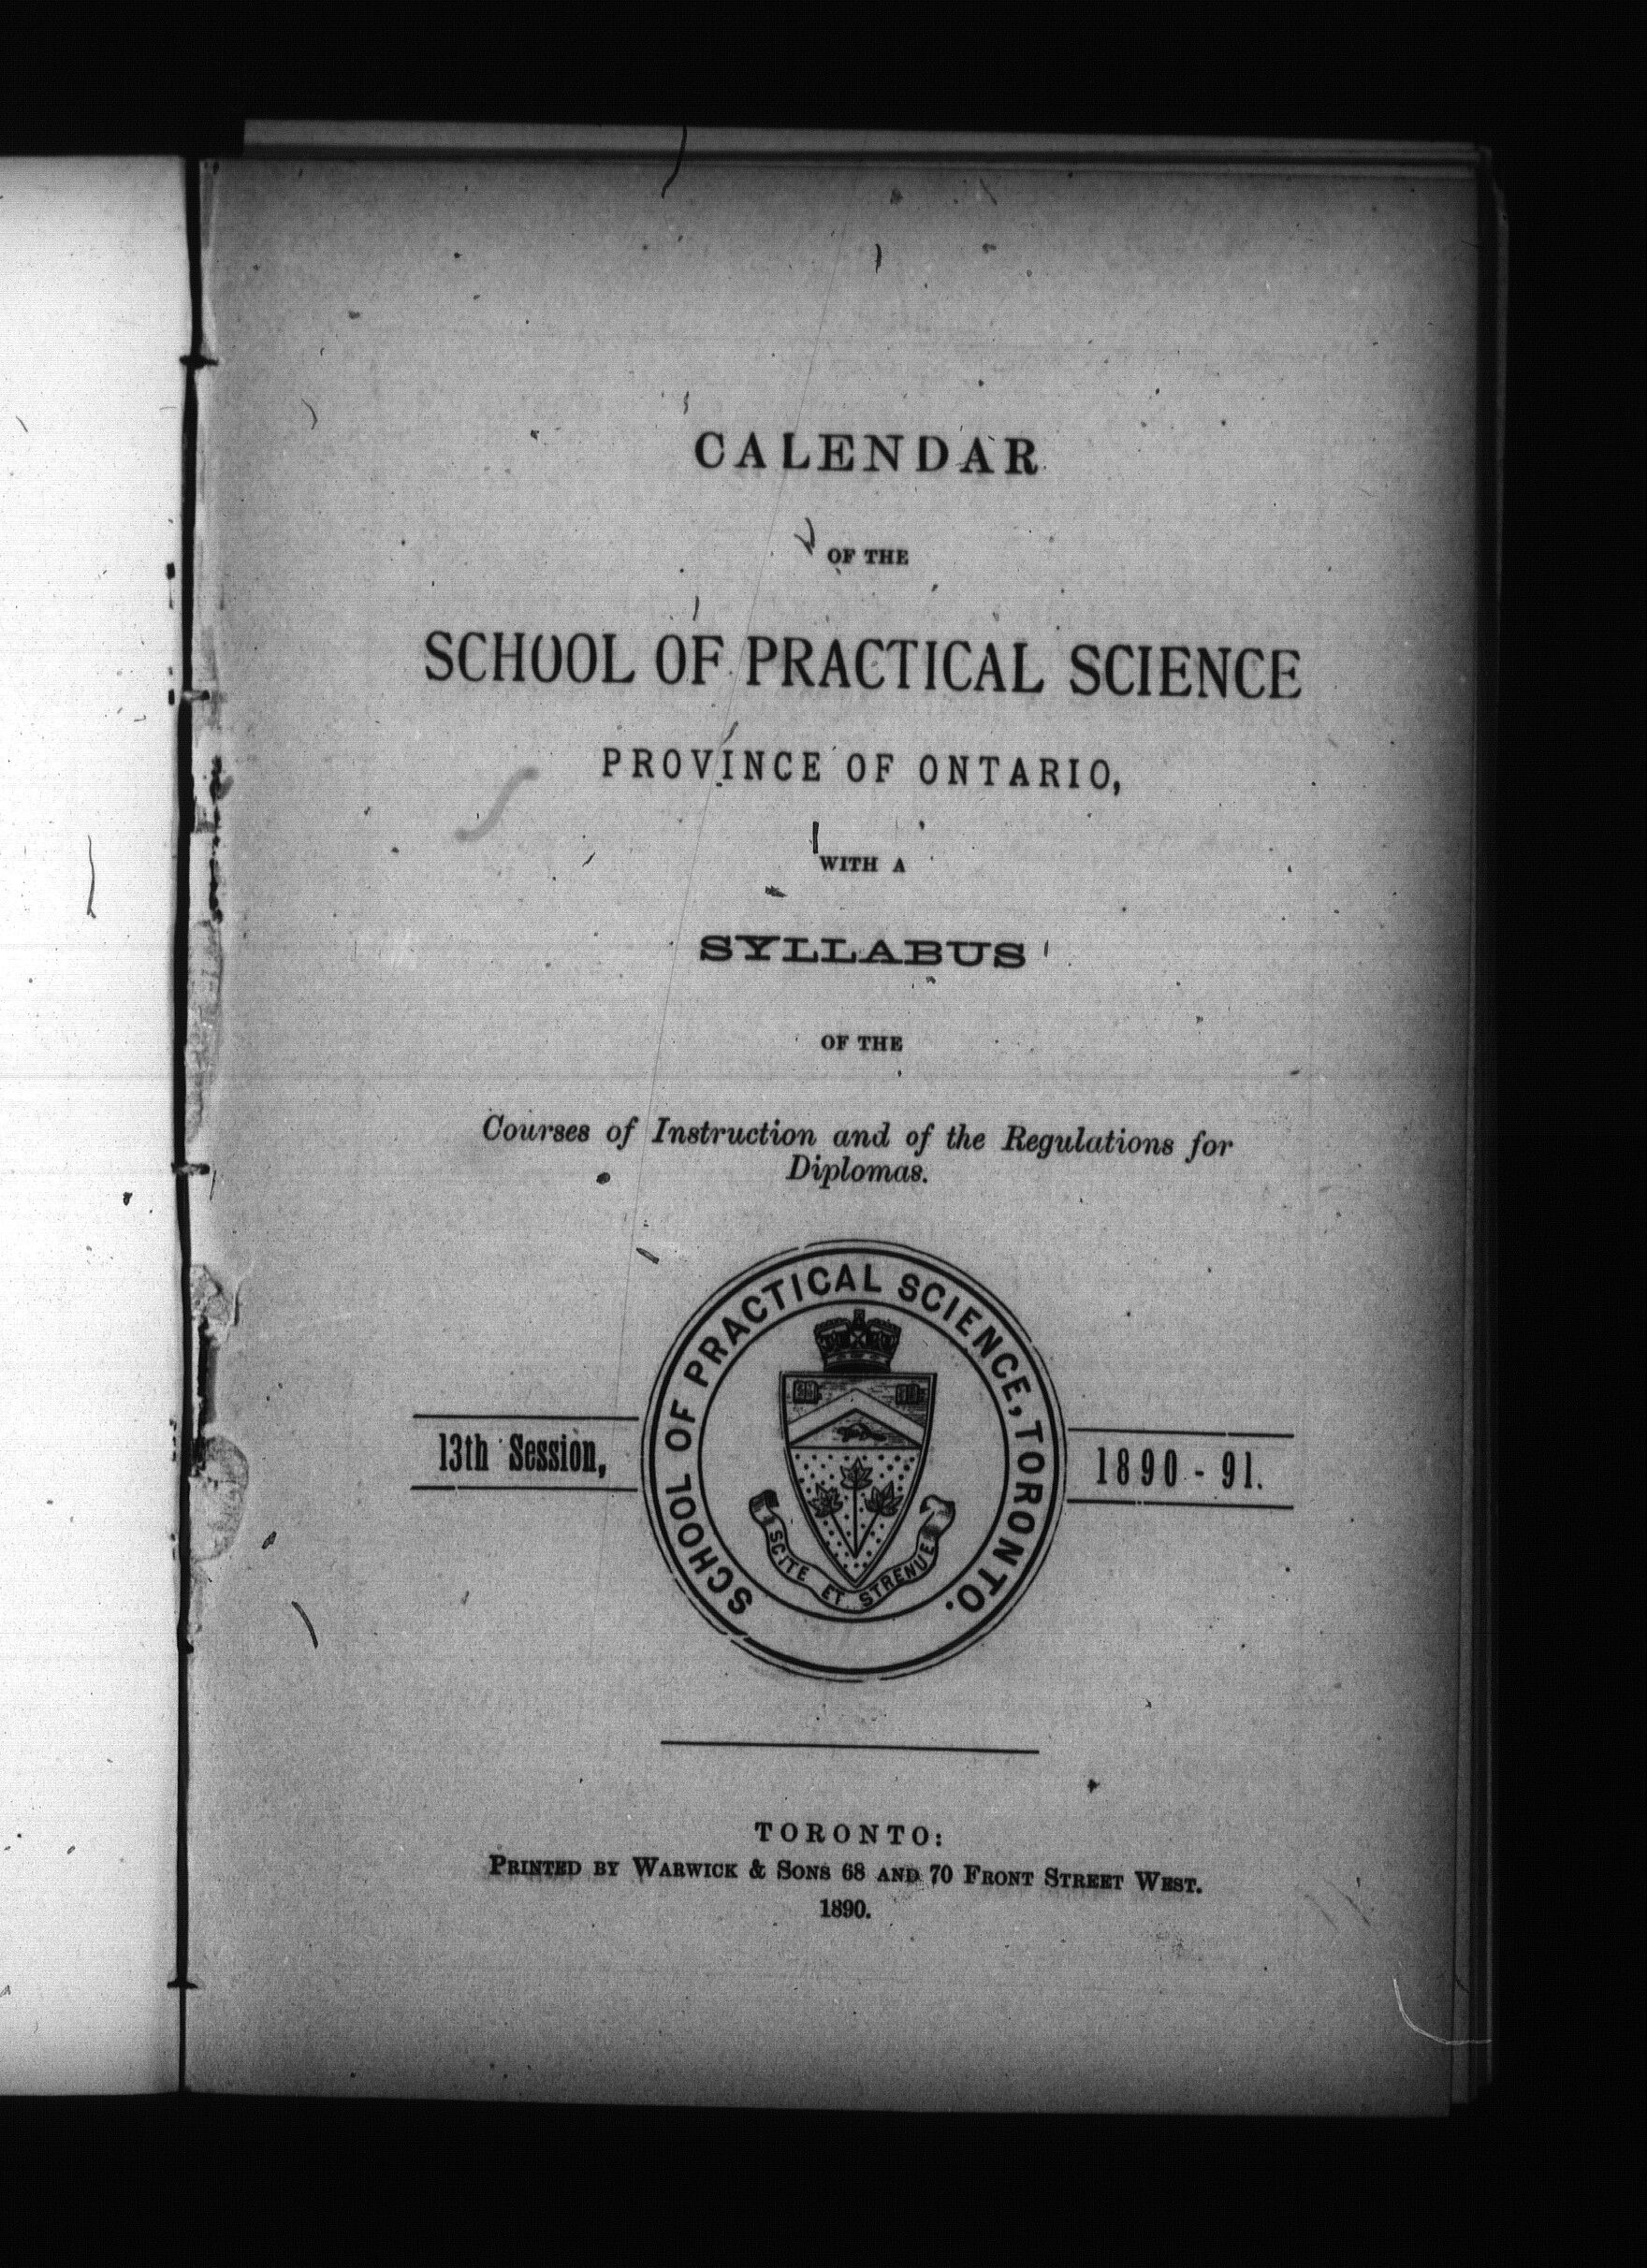 CALENDAR
OF THE
SCHOOL OF PRACTICAL SCIENCE
PROVINCE OF ONTARIO,
WITH A
SYLLABUS
OF THE
Courses of Instruction and of the Regulations for
Diplomas.
SCHOOL OF PRACTICAL SCIENCE, TORONTO.
13th Session,
1890-91.
SCITE ET STRENUE
TORONTO:
PRINTED BY WARWICK & SONS 68 AND 70 FRONT STREET WEST.
1890.